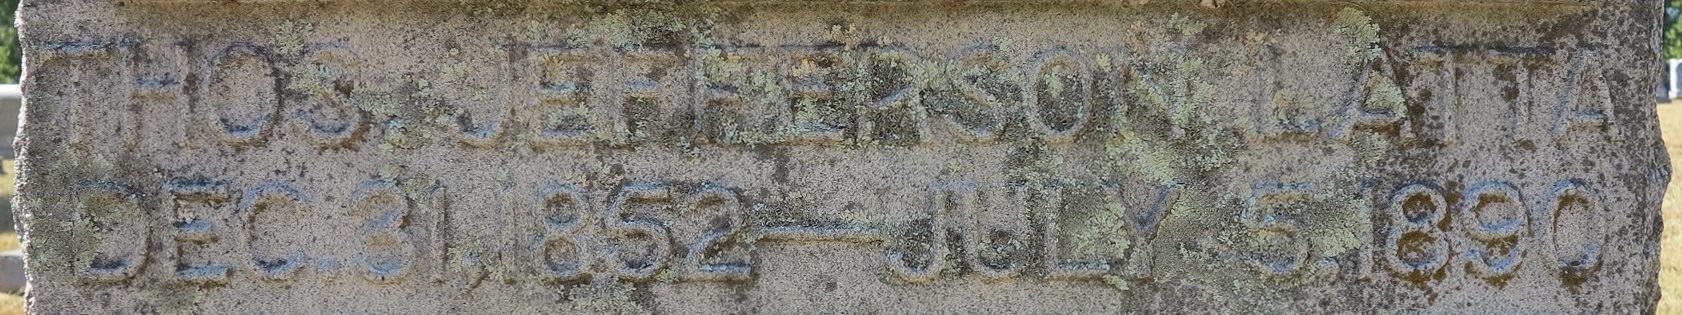 THOS. JEFFERSON LATTA
DEC. 31, 1852 — JULY 5, 1890